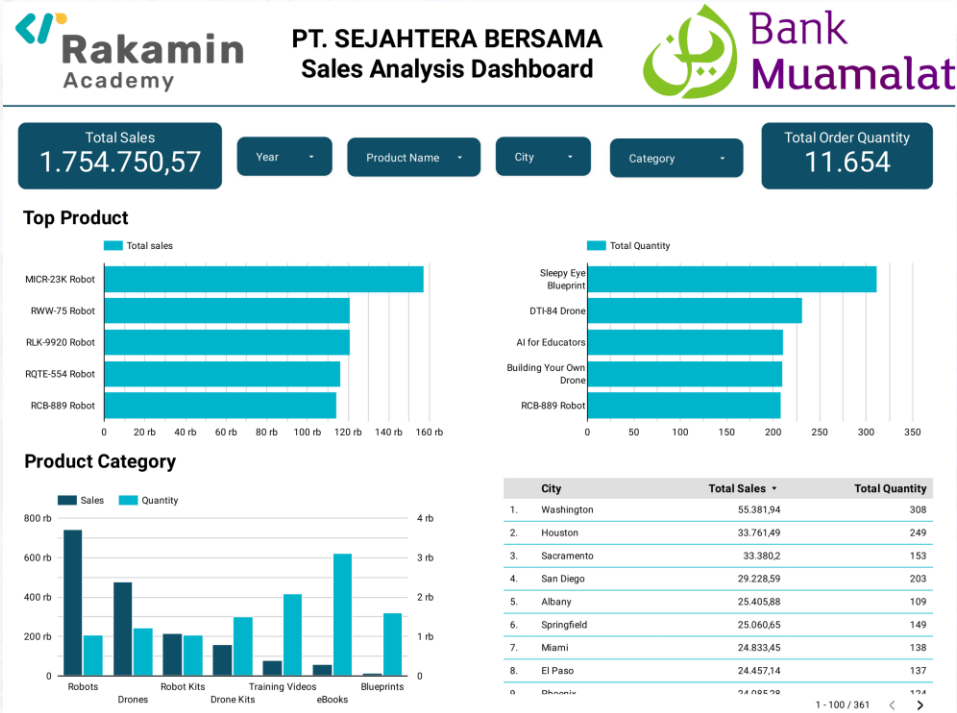 Rakamin
Academy
PT. SEJAHTERA BERSAMA
Sales Analysis Dashboard
Bank
Muamalat
Total Sales
1.754.750,57
Year
Product Name
City
Category
Total Order Quantity
11.654
Top Product
Total sales
MICR-23K Robot
RWW-75 Robot
RLK-9920 Robot
RQTE-554 Robot
RCB-889 Robot
0 20 rb 40 rb 60 rb 80 rb 100 rb 120 rb 140 rb 160 rb
Total Quantity
Sleepy Eye
Blueprint
DTI-84 Drone
AI for Educators
Building Your Own
Drone
RCB-889 Robot
0 50 100 150 200 250 300 350
Product Category
Sales Quantity
800 rb 4 rb
600 rb 3 rb
400 rb 2 rb
200 rb 1 rb
0 0
Robots Robot Kits Training Videos Blueprints
Drones Drone Kits eBooks
City Total Sales Total Quantity
1. Washington 55.381,94 308
2. Houston 33.761,49 249
3. Sacramento 33.380,2 153
4. San Diego 29.228,59 203
5. Albany 25.405,88 109
6. Springfield 25.060,65 149
7. Miami 24.833,45 138
8. El Paso 24.457,14 137
9. Phoenix 24.085,28 124
1 - 100 / 361